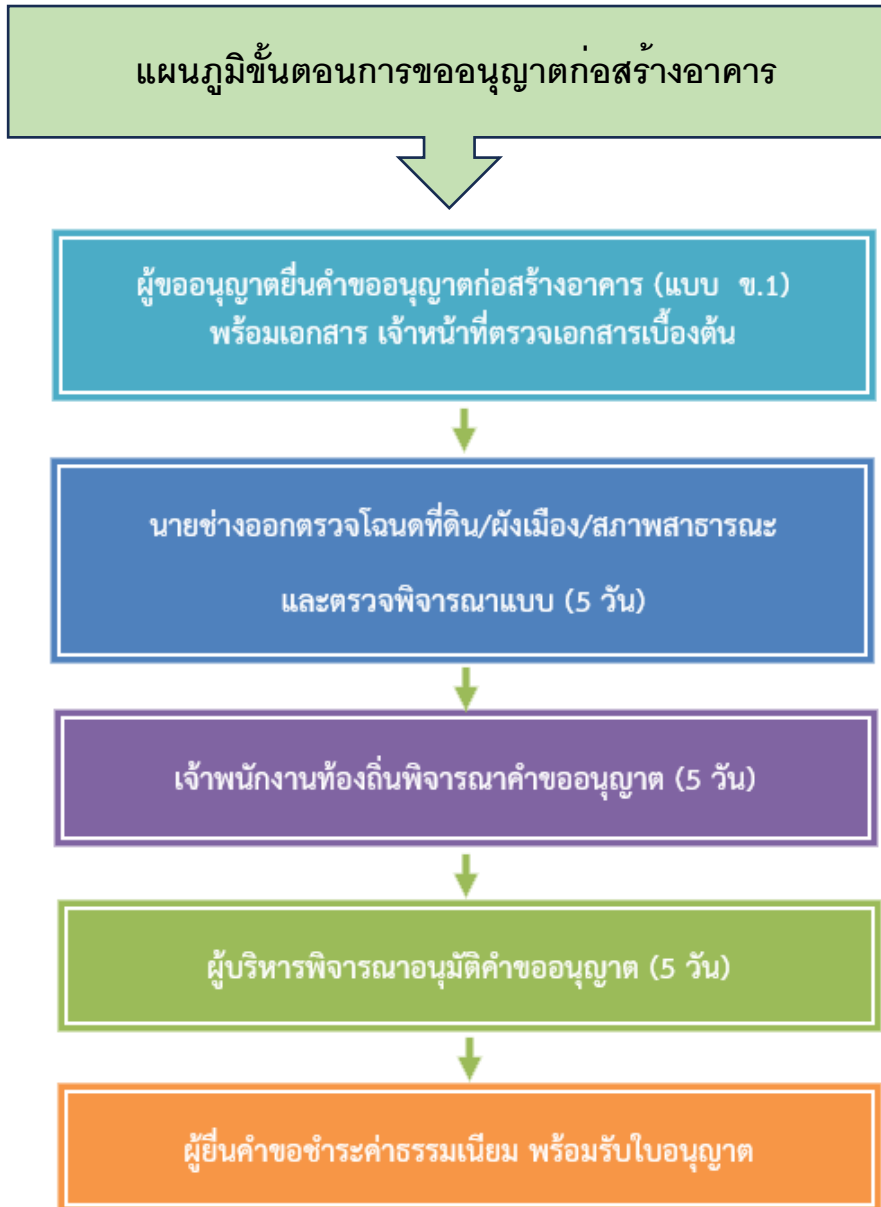 แผนภูมิขั้นตอนการขออนุญาตก่อสร้างอาคาร
ผู้ขออนุญาตยื่นคำขออนุญาตก่อสร้างอาคาร (แบบ ข.1)
พร้อมเอกสาร เจ้าหน้าที่ตรวจเอกสารเบื้องต้น
นายช่างออกตรวจโฉนดที่ดิน/ผังเมือง/สภาพสาธารณะ
และตรวจพิจารณาแบบ (5 วัน)
เจ้าพนักงานท้องถิ่นพิจารณาคำขออนุญาต (5 วัน)
ผู้บริหารพิจารณาอนุมัติคำขออนุญาต (5 วัน)
ผู้ยื่นคำขอชำระค่าธรรมเนียม พร้อมรับใบอนุญาต